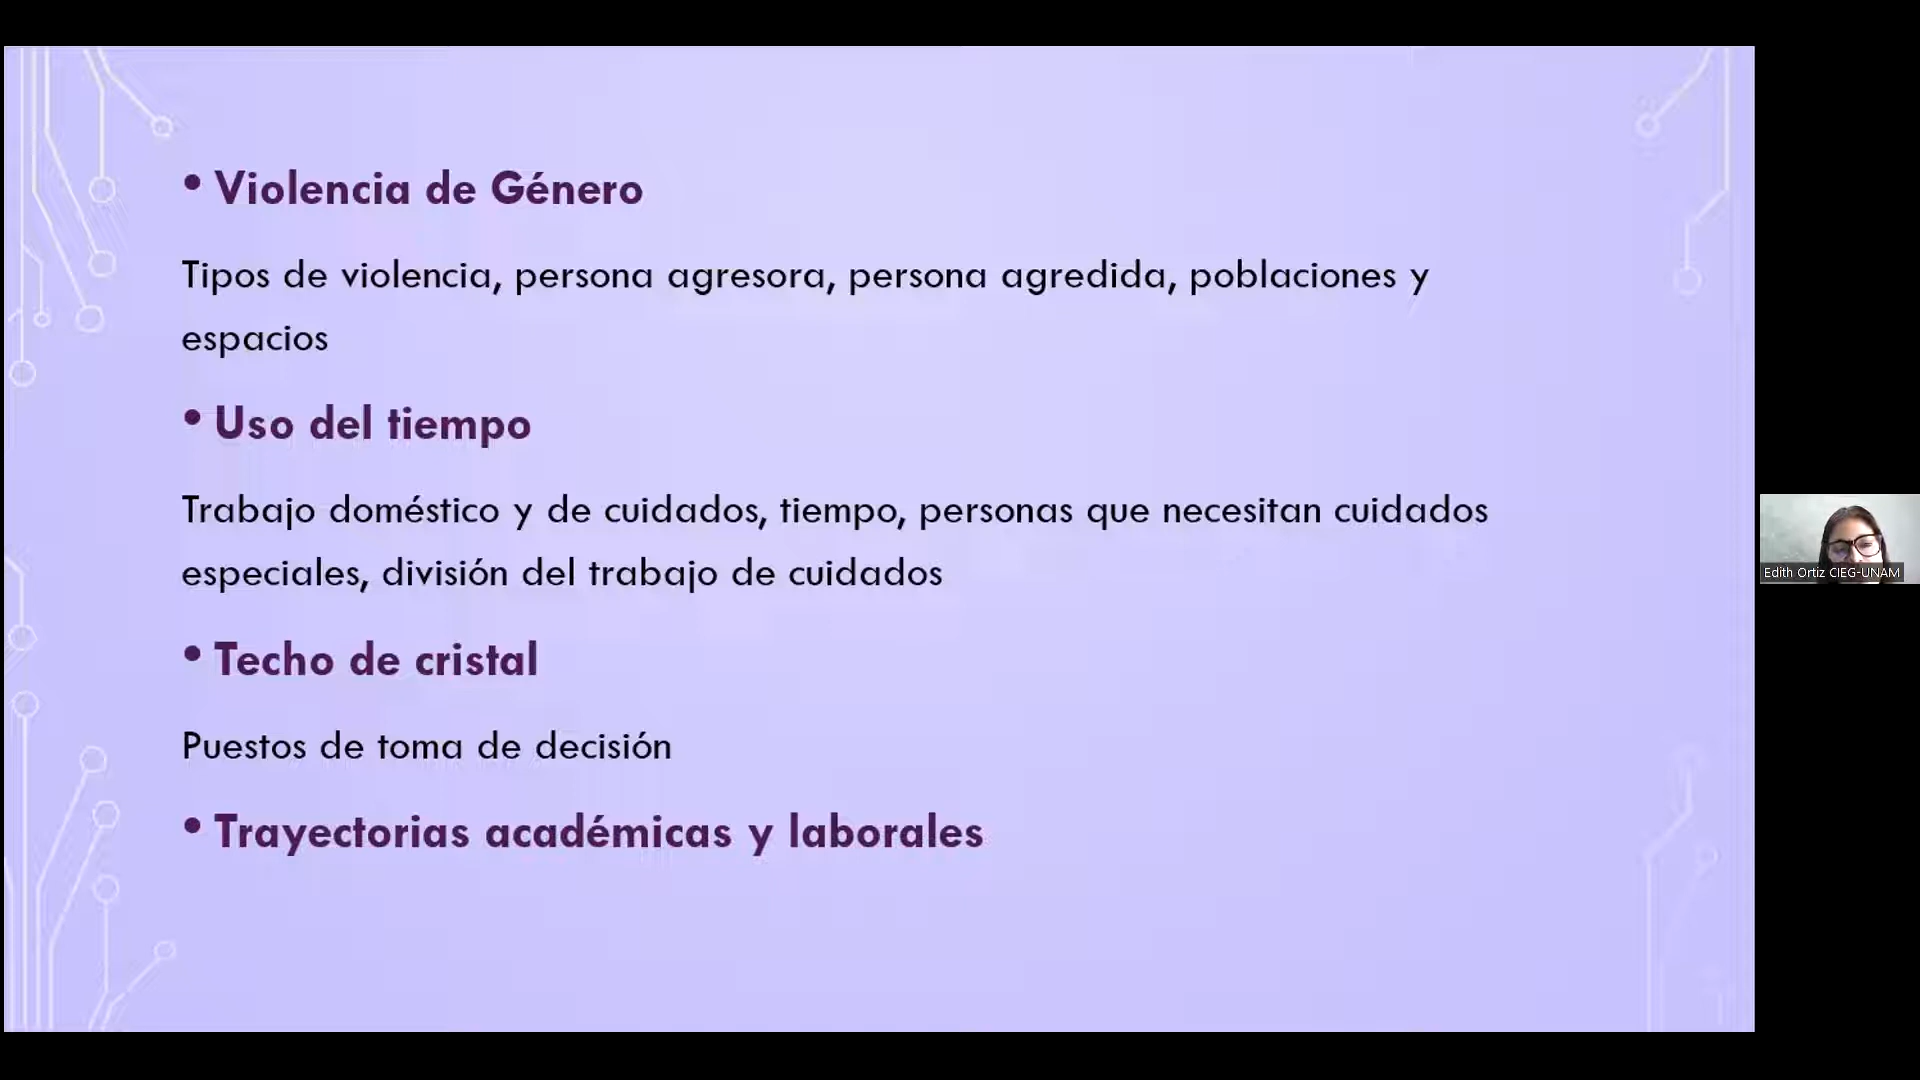 • Violencia de Género
Tipos de violencia, persona agresora, persona agredida, poblaciones y
espacios
• Uso del tiempo
Trabajo doméstico y de cuidados, tiempo, personas que necesitan cuidados
especiales, división del trabajo de cuidados
• Techo de cristal
Puestos de toma de decisión
• Trayectorias académicas y laborales
Edith Ortiz CIEG-UNAM